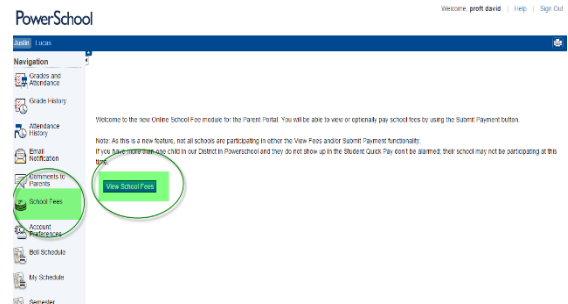 Welcome, proft david | Help | Sign Out
PowerSchool
Justin Lucas
Navigation
Grades and
Attendance
Grade History
Attendance
History
Email
Notification
Comments to
Parents
School Fees
Account
Preferences
Bell Schedule
My Schedule
Semester
Welcome to the new Online School Fee module for the Parent Portal. You will be able to view or optionally pay school fees by using the Submit Payment button.
Note: As this is a new feature, not all schools are participating in either the View Fees and/or Submit Payment functionality.
If you have more than one child in our District in Powerschool and they do not show up in the Student Quick Pay don't be alarmed; their school may not be participating at this
time.
View School Fees